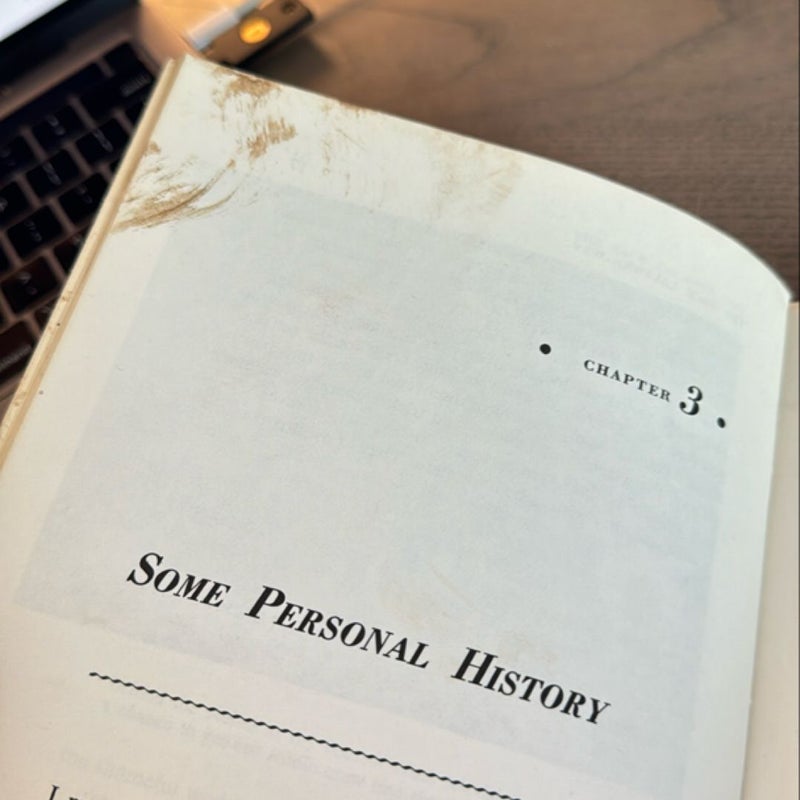 • CHAPTER 3 •
SOME PERSONAL HISTORY
I